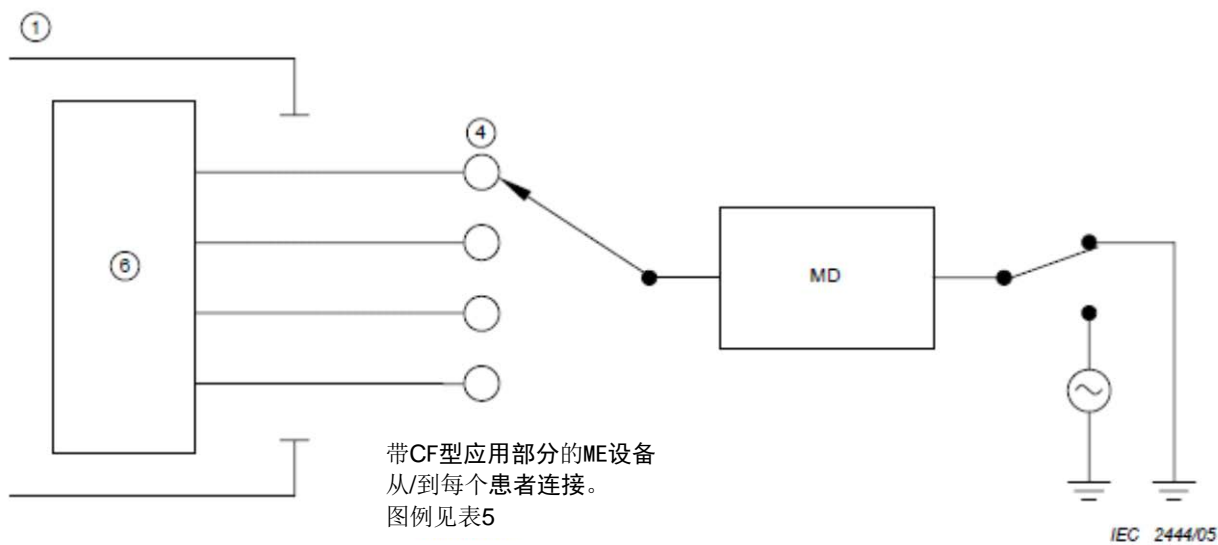 ①
④
⑥
MD
带CF型应用部分的ME设备
从/到每个患者连接。
图例见表5
IEC 2444/05